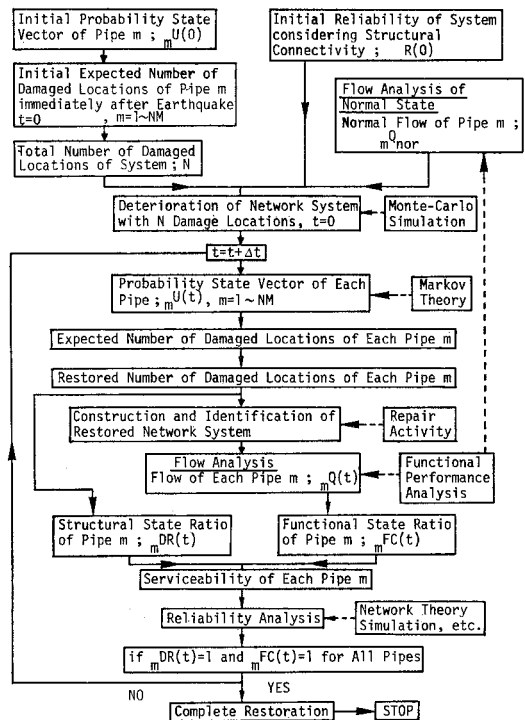 Initial Probability State
Vector of Pipe m ; mU(0)
Initial Reliability of System
considering Structural
Connectivity ; R(0)
Initial Expected Number of
Damaged Locations of Pipe m
immediately after Earthquake
t=0 , m=1~NM
Flow Analysis of
Normal State
Normal Flow of Pipe m ;
mQnor
Total Number of Damaged
Locations of System ; N
Deterioration of Network System
with N Damage Locations, t=0
Monte-Carlo
Simulation
t=t+Δt
Probability State Vector of Each
Pipe ; mU(t), m=1~NM
Markov
Theory
Expected Number of Damaged Locations of Each Pipe m
Restored Number of Damaged Locations of Each Pipe m
Construction and Identification of
Restored Network System
Repair
Activity
Flow Analysis
Flow of Each Pipe m ; mQ(t)
Functional
Performance
Analysis
Structural State Ratio
of Pipe m ; mDR(t)
Functional State Ratio
of Pipe m ; mFC(t)
Serviceability of Each Pipe m
Reliability Analysis
Network Theory
Simulation, etc.
if mDR(t)=1 and mFC(t)=1 for All Pipes
NO
YES
Complete Restoration
STOP